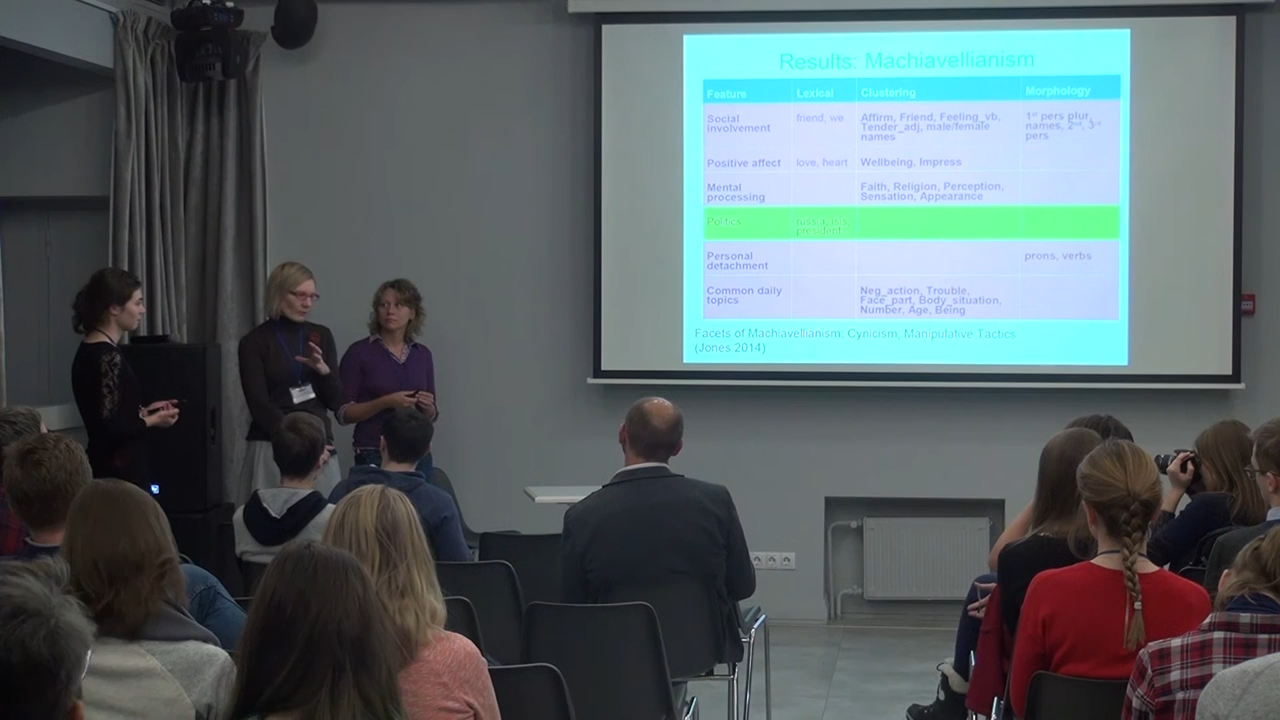 Results: Machiavellianism
Feature Lexical Clustering Morphology
Social involvement friend, we Affirm, Friend, Feeling_vb, Tender_adj, male/female names 1st pers plur, names, 2nd, 3rd pers
Positive affect love, heart Wellbeing, Impress
Mental processing Faith, Religion, Perception, Sensation, Appearance
Politics russia, isis, president
Personal detachment prons, verbs
Common daily topics Neg_action, Trouble, Face_part, Body_situation, Number, Age, Being
Facets of Machiavellianism: Cynicism, Manipulative Tactics
(Jones 2014)